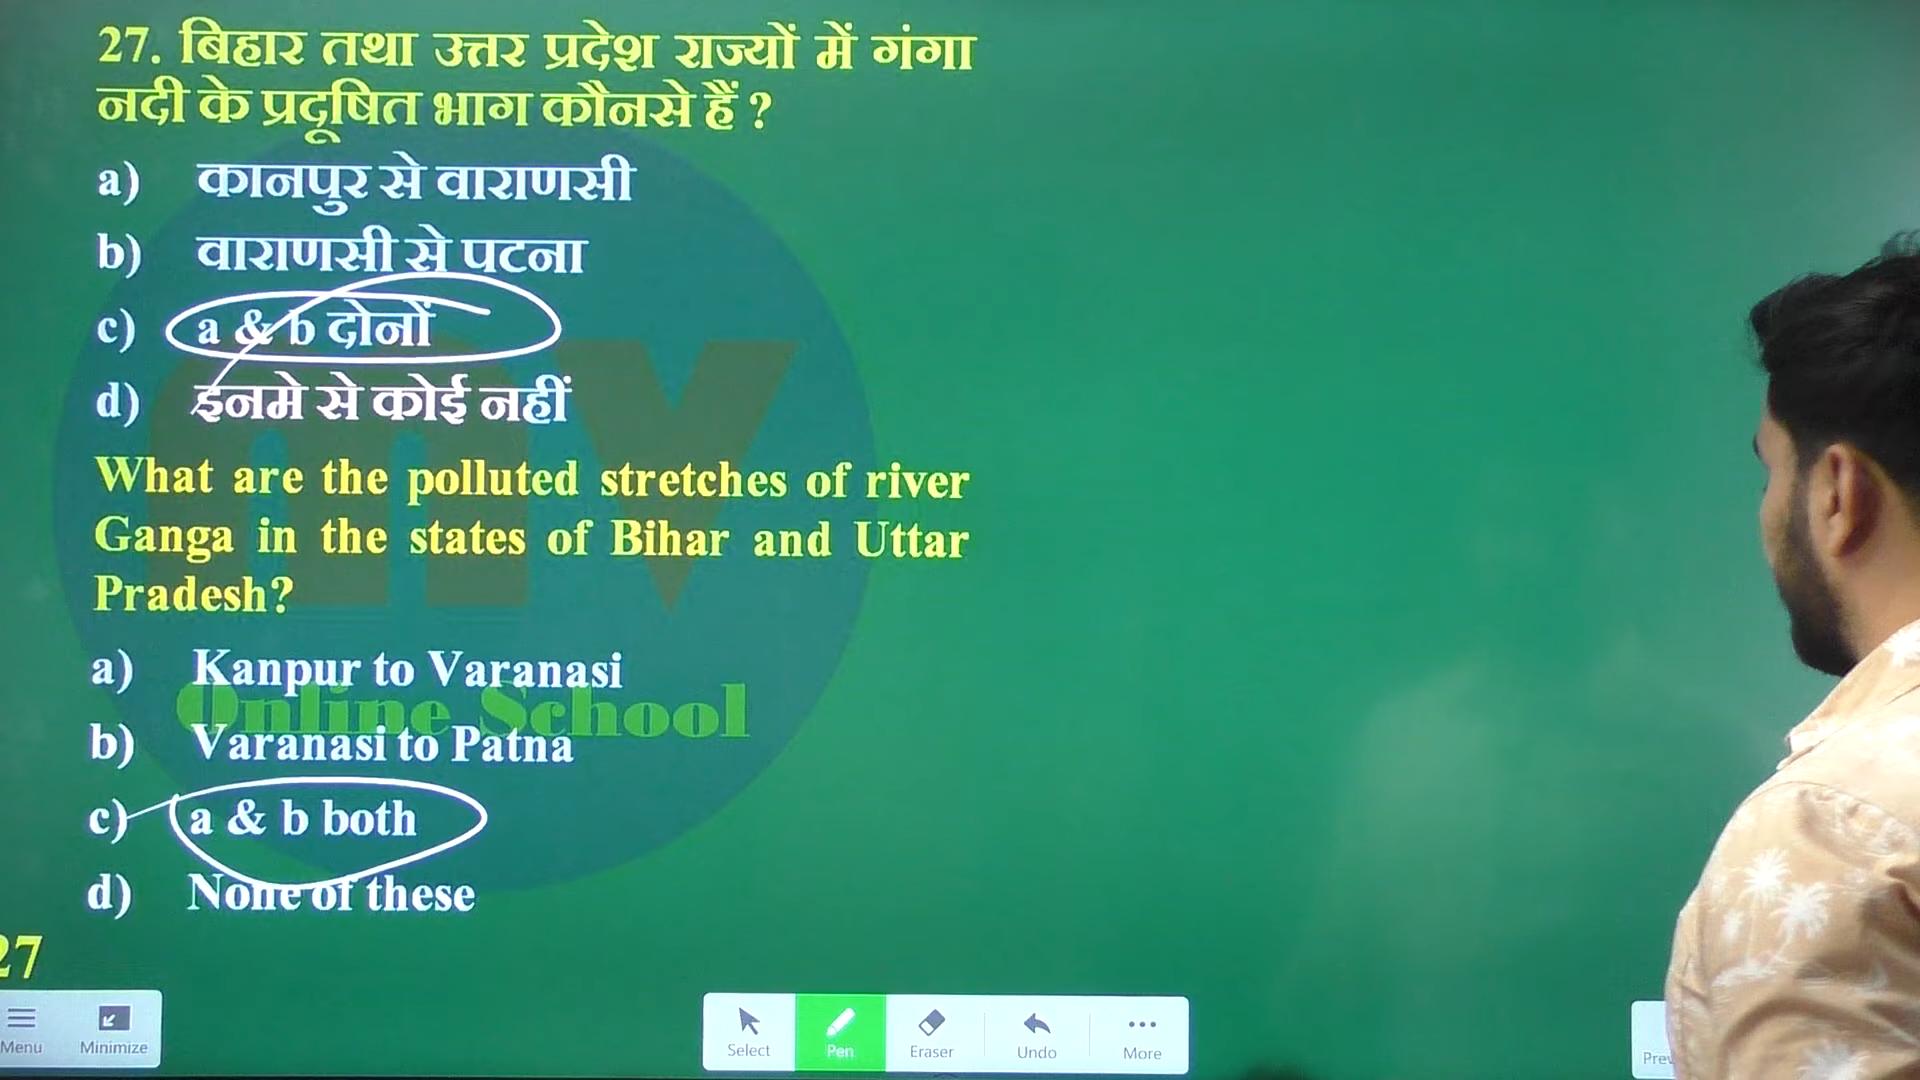 27. बिहार तथा उत्तर प्रदेश राज्यों में गंगा
नदी के प्रदूषित भाग कौनसे हैं ?
a) कानपुर से वाराणसी
b) वाराणसी से पटना
c) a & b दोनों
d) इनमे से कोई नहीं
What are the polluted stretches of river
Ganga in the states of Bihar and Uttar
Pradesh?
a) Kanpur to Varanasi
Online School
b) Varanasi to Patna
c) a & b both
d) None of these
27
Menu Minimize Select Pen Eraser Undo More